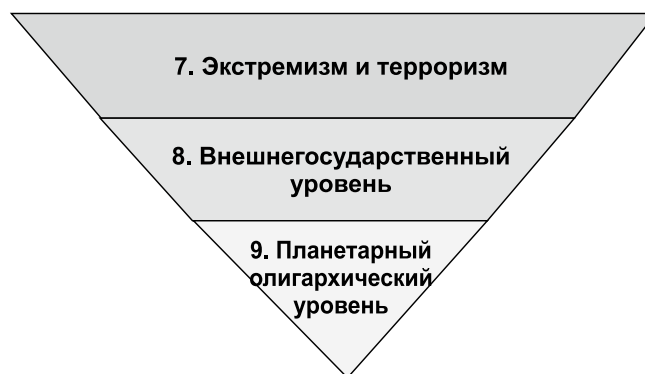 7. Экстремизм и терроризм
8. Внешнегосударственный
уровень
9. Планетарный
олигархический
уровень